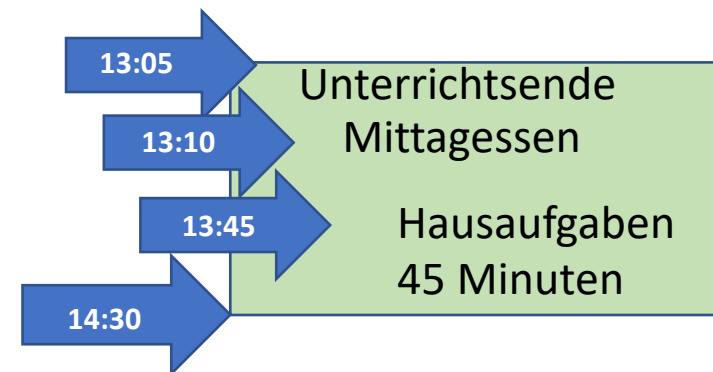 13:05
Unterrichtsende
13:10
Mittagessen
13:45
Hausaufgaben
45 Minuten
14:30